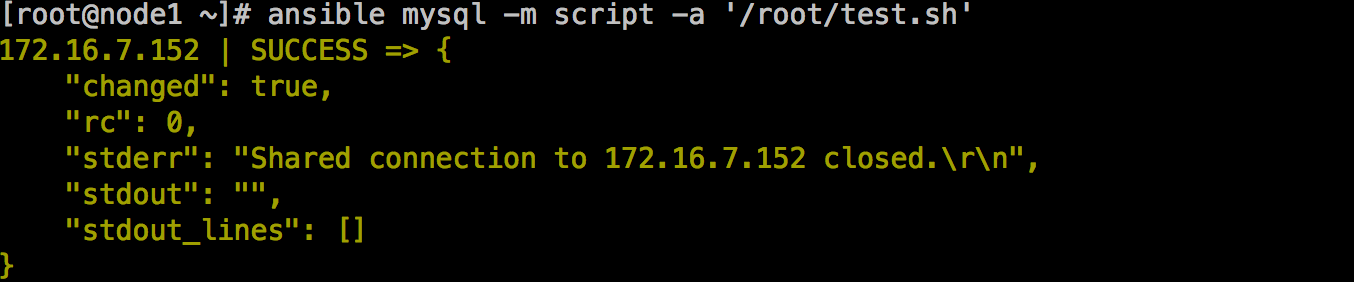 [root@node1 ~]# ansible mysql -m script -a '/root/test.sh'
172.16.7.152 | SUCCESS => {
    "changed": true,
    "rc": 0,
    "stderr": "Shared connection to 172.16.7.152 closed.\r\n",
    "stdout": "",
    "stdout_lines": []
}